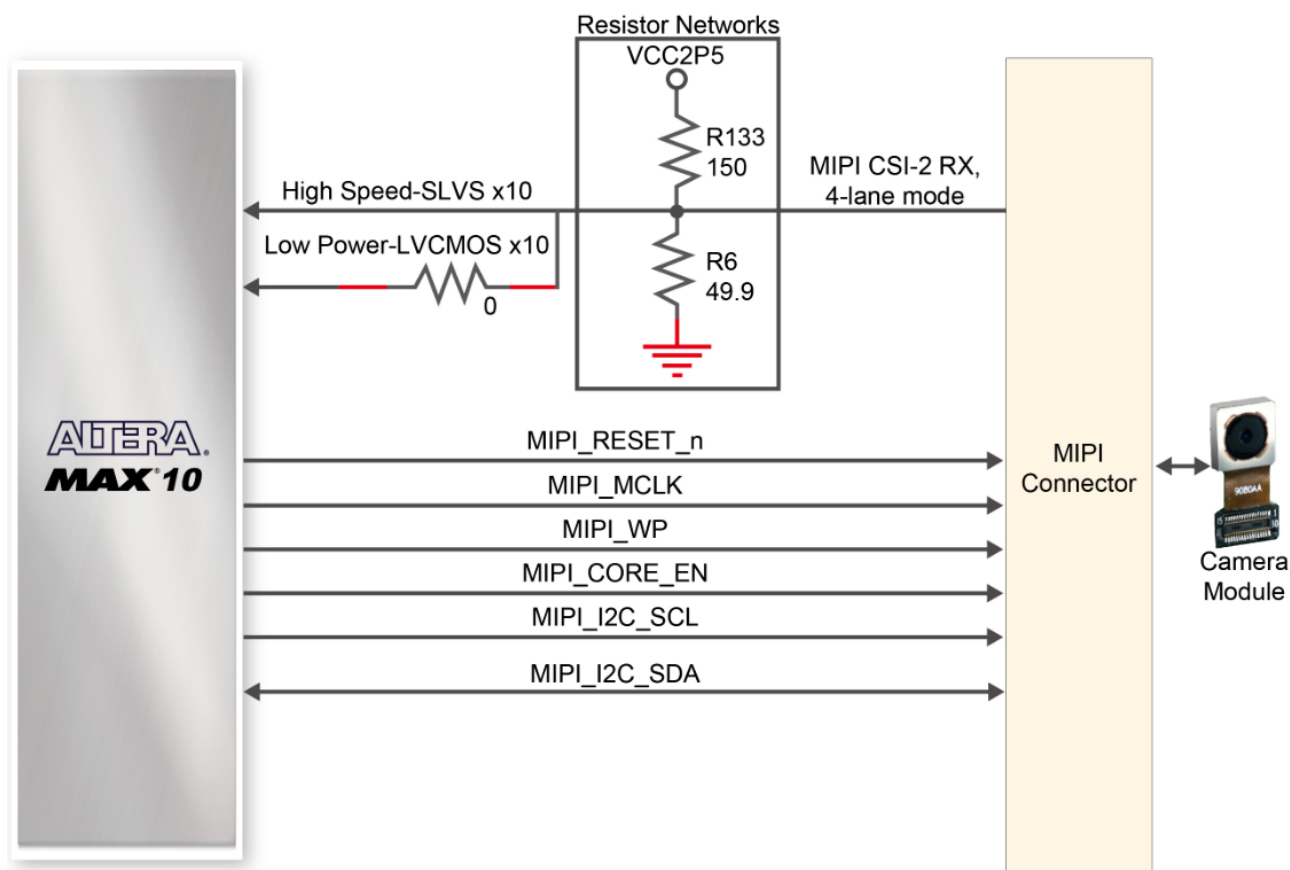 Resistor Networks
VCC2P5
R133
150
MIPI CSI-2 RX,
4-lane mode
High Speed-SLVS x10
Low Power-LVCMOS x10
0
R6
49.9
ALTERA.
MAX® 10
MIPI_RESET_n
MIPI_MCLK
MIPI_WP
MIPI_CORE_EN
MIPI_I2C_SCL
MIPI_I2C_SDA
MIPI
Connector
Camera
Module